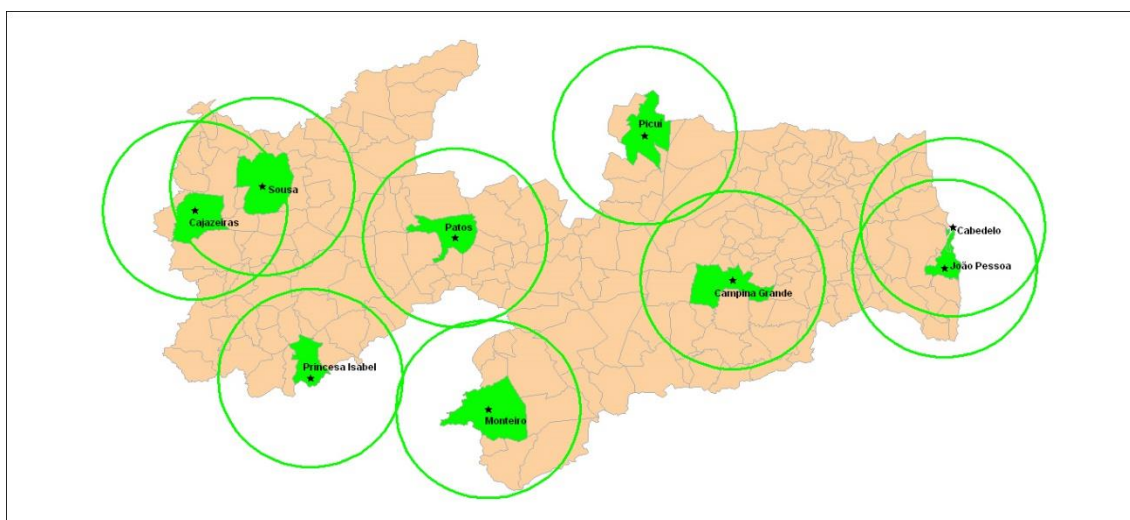 Picuí
Sousa
Cajazeiras
Patos
Cabedelo
João Pessoa
Campina Grande
Princesa Isabel
Monteiro